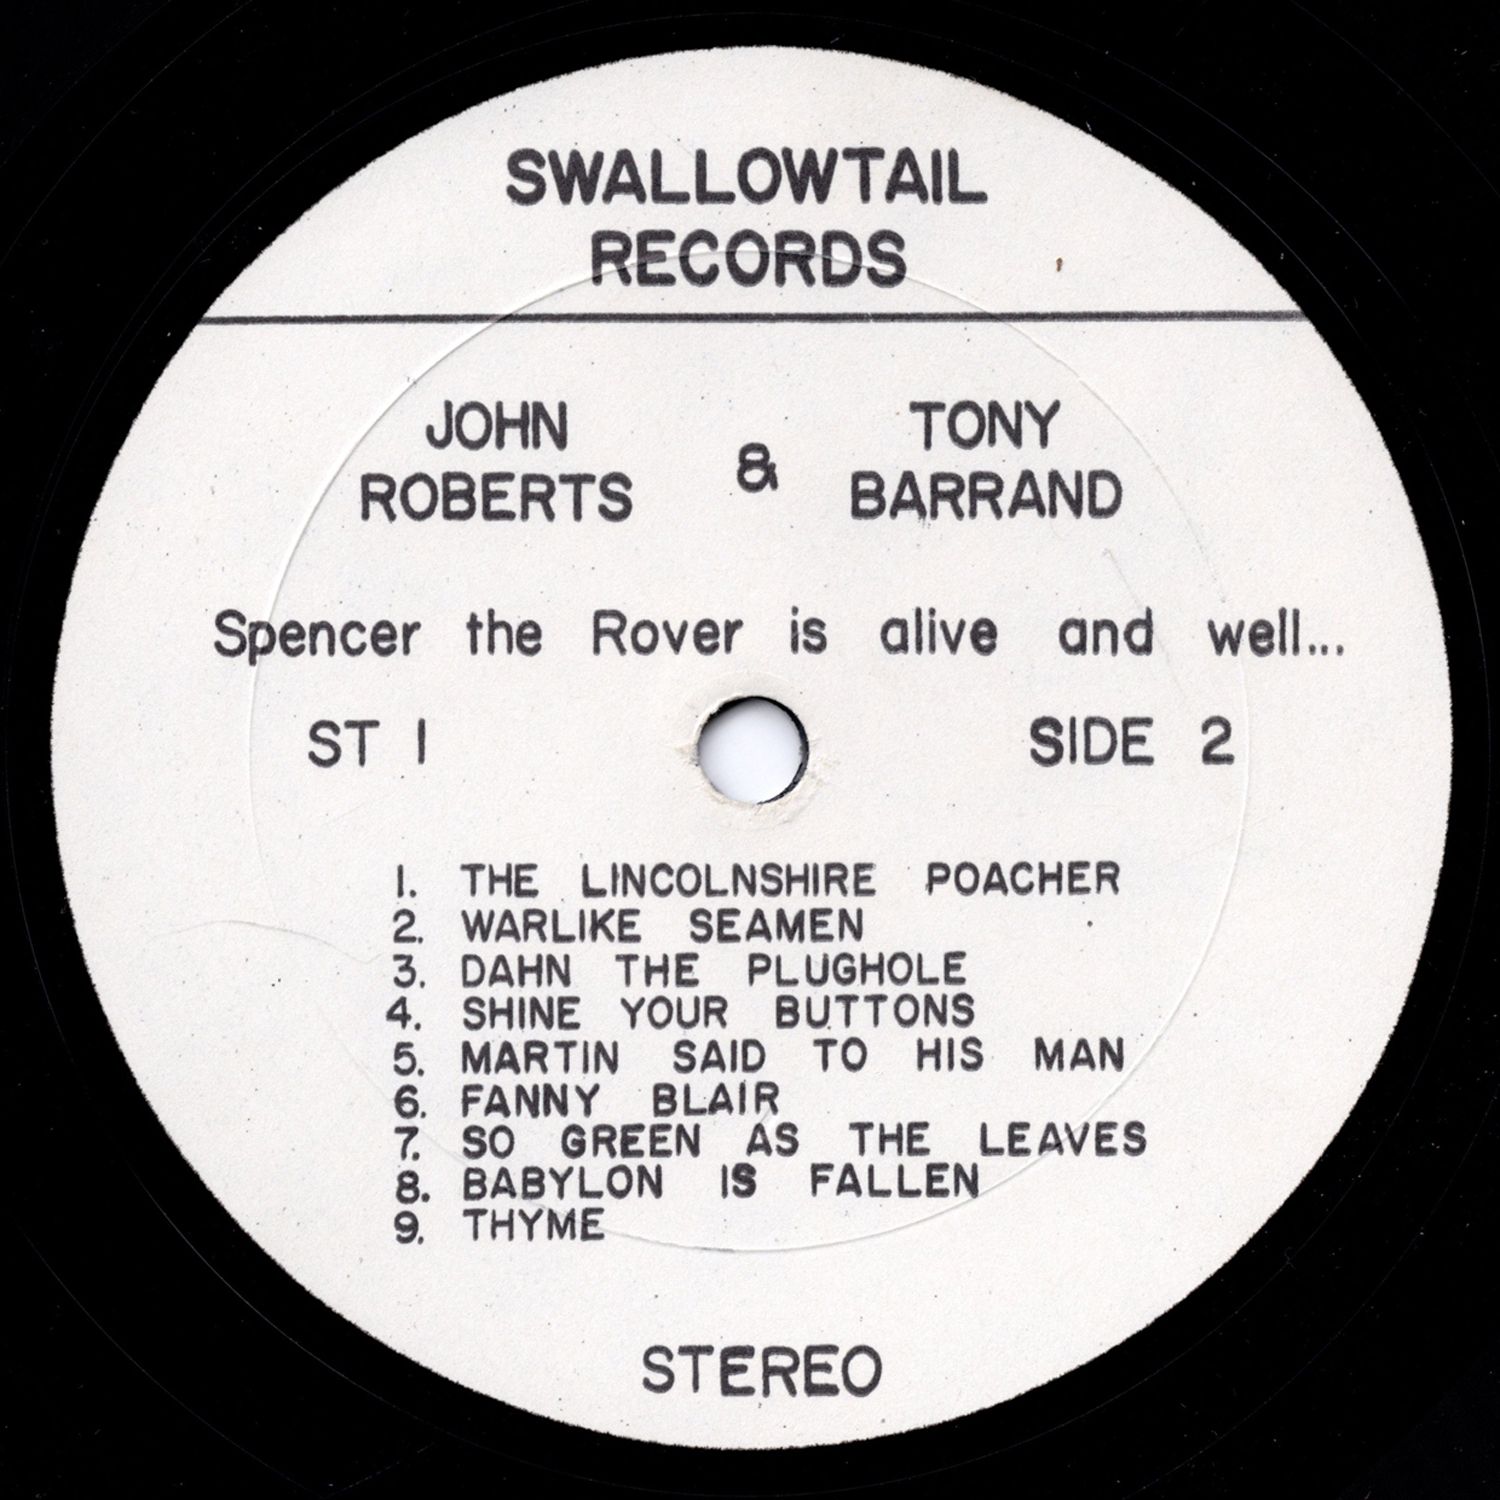 SWALLOWTAIL
RECORDS
JOHN
ROBERTS
&
TONY
BARRAND
Spencer the Rover is alive and well...
ST 1
SIDE 2
1. THE LINCOLNSHIRE POACHER
2. WARLIKE SEAMEN
3. DAHN THE PLUGHOLE
4. SHINE YOUR BUTTONS
5. MARTIN SAID TO HIS MAN
6. FANNY BLAIR
7. SO GREEN AS THE LEAVES
8. BABYLON IS FALLEN
9. THYME
STEREO